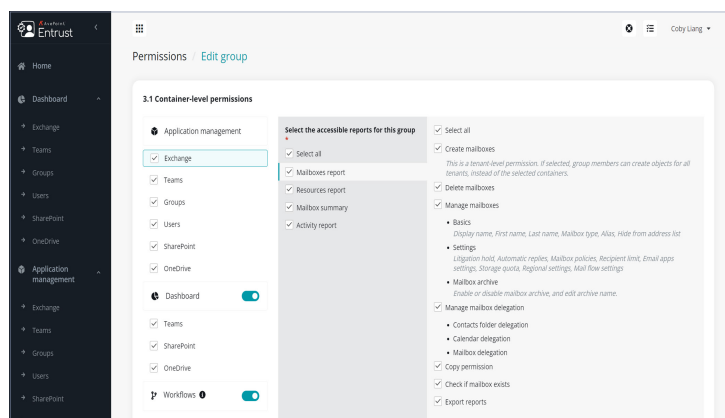 AvePoint
Entrust
Coby Liang
Home
Dashboard
Exchange
Teams
Groups
Users
SharePoint
OneDrive
Application
management
Exchange
Teams
Groups
Users
SharePoint
Permissions / Edit group
3.1 Container-level permissions
Application management
Exchange
Teams
Groups
Users
SharePoint
OneDrive
Dashboard
Teams
SharePoint
OneDrive
Workflows
Select the accessible reports for this group
*
Select all
Mailboxes report
Resources report
Mailbox summary
Activity report
Select all
Create mailboxes
This is a tenant-level permission. If selected, group members can create objects for all
tenants, instead of the selected containers.
Delete mailboxes
Manage mailboxes
• Basics
Display name, First name, Last name, Mailbox type, Alias, Hide from address list
• Settings
Litigation hold, Automatic replies, Mailbox policies, Recipient limit, Email apps
settings, Storage quota, Regional settings, Mail flow settings
• Mailbox archive
Enable or disable mailbox archive, and edit archive name.
Manage mailbox delegation
• Contacts folder delegation
• Calendar delegation
• Mailbox delegation
Copy permission
Check if mailbox exists
Export reports